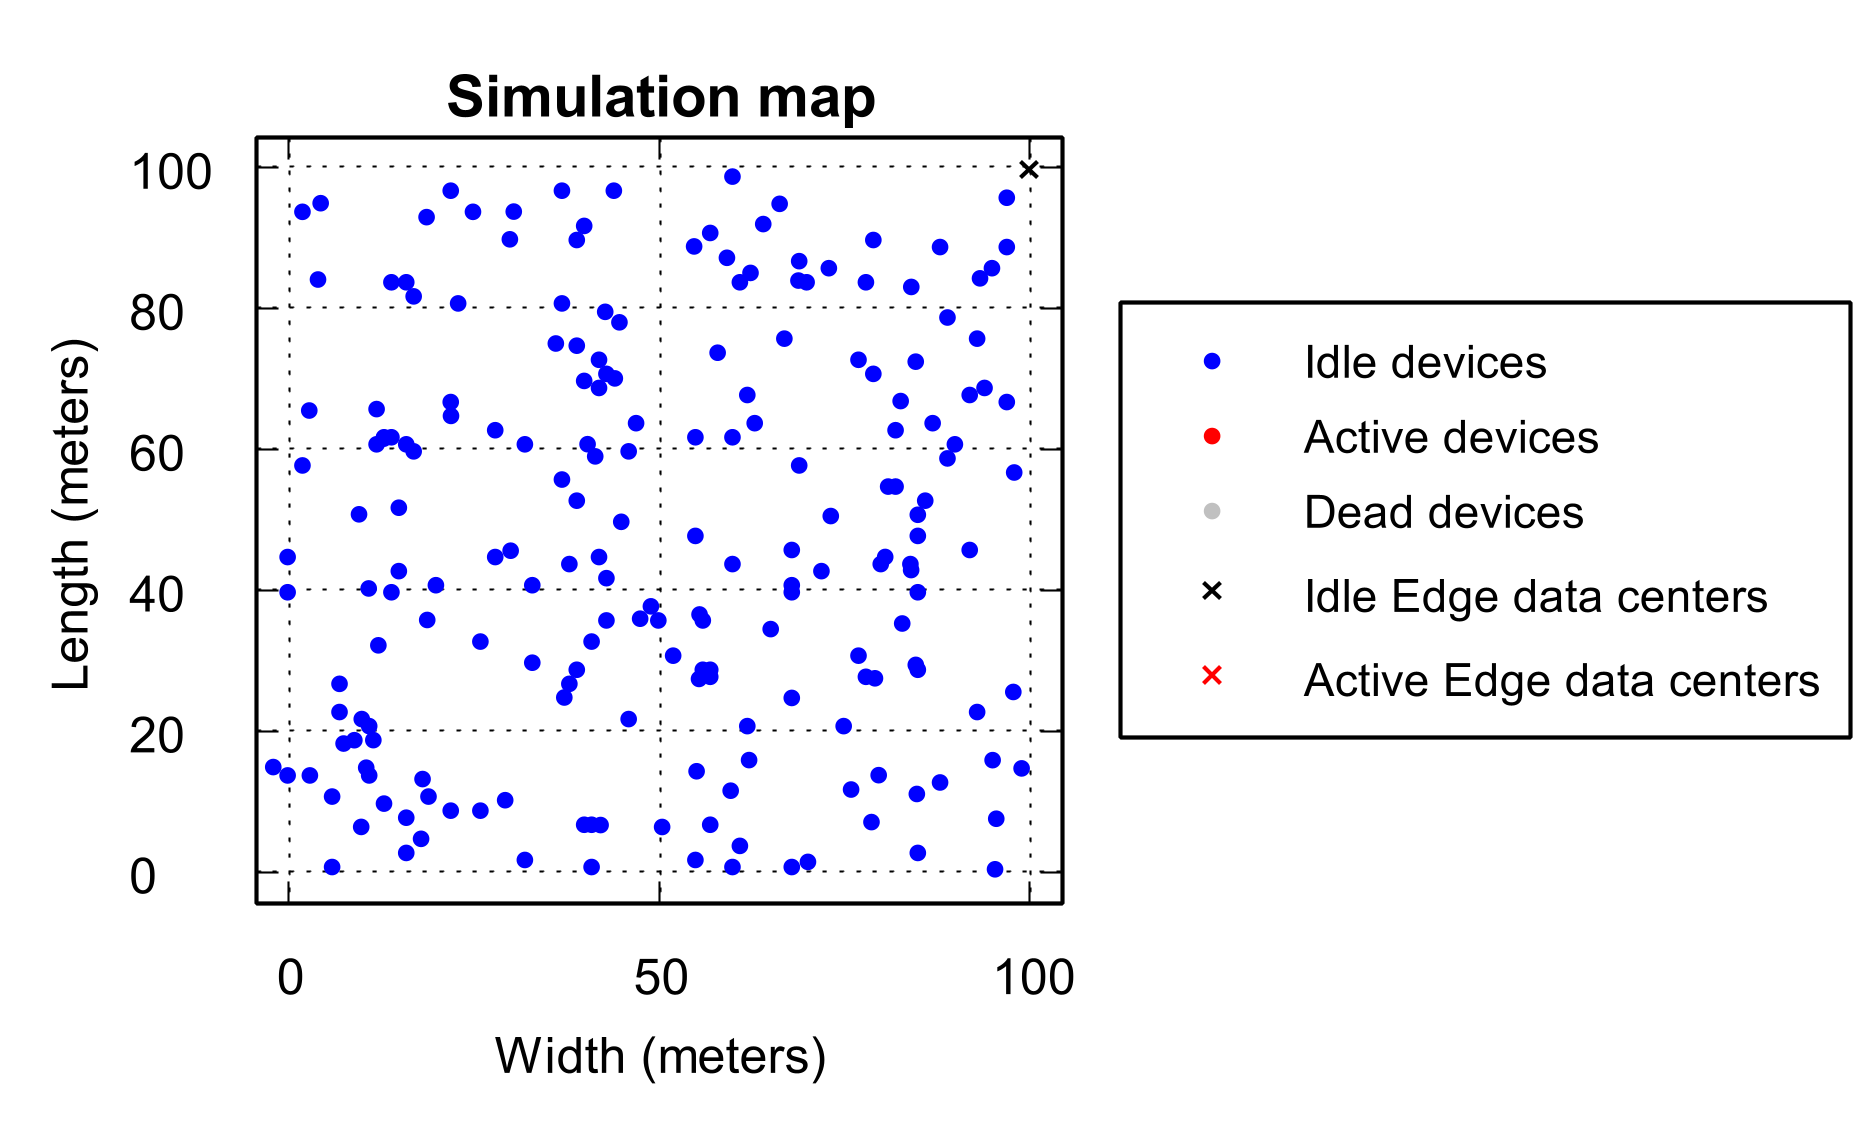 Simulation map
100
80
60
40
20
0
Length (meters)
0 50 100
Width (meters)
Idle devices
Active devices
Dead devices
Idle Edge data centers
Active Edge data centers